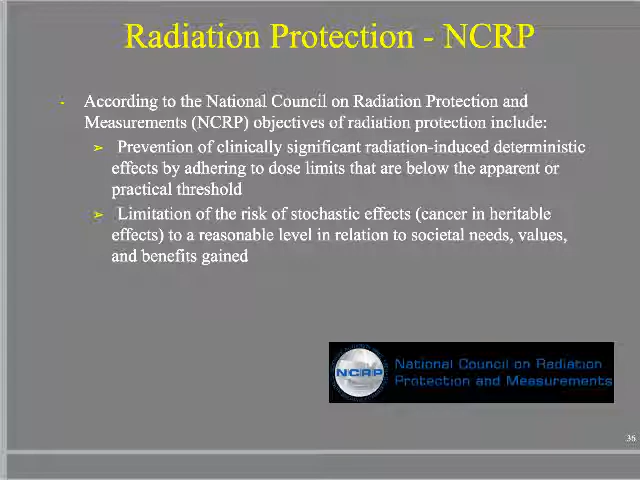 Radiation Protection - NCRP
- According to the National Council on Radiation Protection and
Measurements (NCRP) objectives of radiation protection include:
➢ Prevention of clinically significant radiation-induced deterministic
effects by adhering to dose limits that are below the apparent or
practical threshold
➢ Limitation of the risk of stochastic effects (cancer in heritable
effects) to a reasonable level in relation to societal needs, values,
and benefits gained
NCRP
National Council on Radiation
Protection and Measurements
36